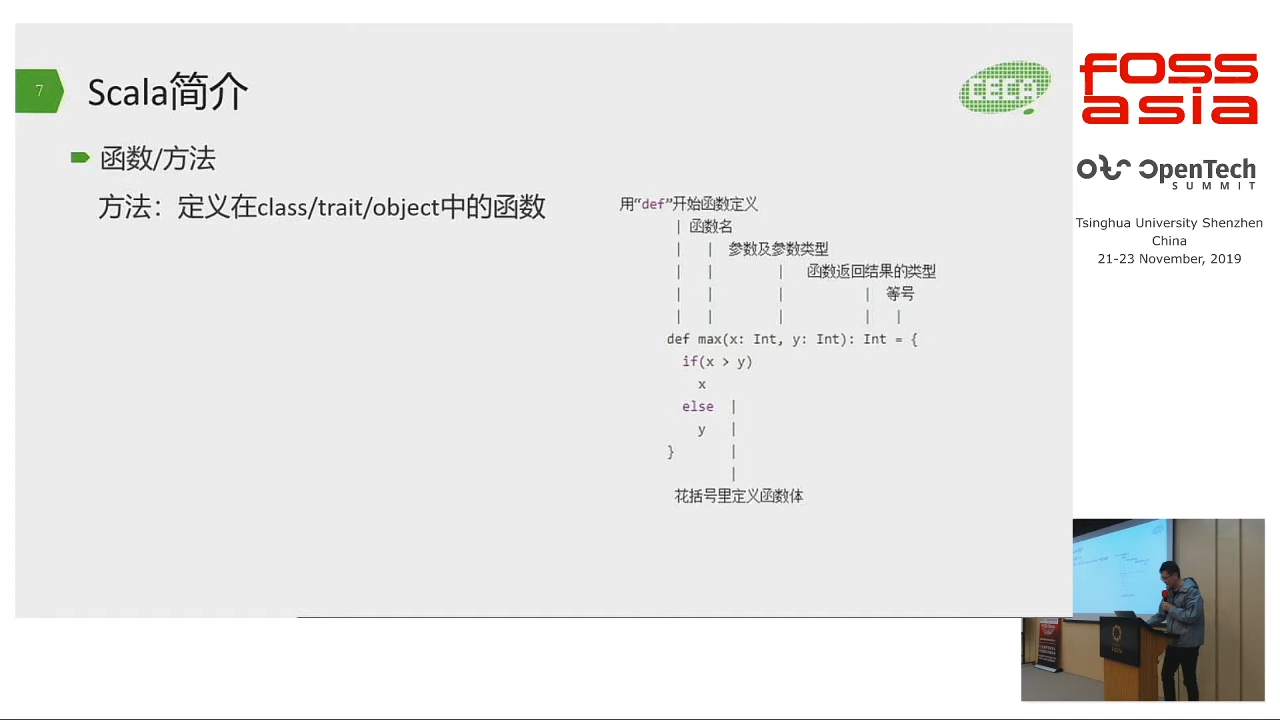 7
Scala简介
函数/方法
方法：定义在class/trait/object中的函数
用“def”开始函数定义
| 函数名
| | 参数及参数类型
| | | 函数返回结果的类型
| | | | 等号
| | | | |
def max(x: Int, y: Int): Int = {
if(x > y)
x
else |
y |
} |
|
花括号里定义函数体
FOSS
asia
OTS OpenTech
SUMMIT
Tsinghua University Shenzhen
China
21-23 November, 2019